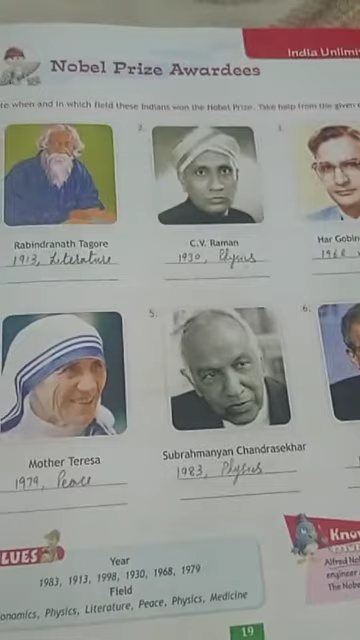 India Unlimi
Nobel Prize Awardees
when and in which field these Indians won the Nobel Prize. Take help from the given
2.
3.
Rabindranath Tagore
C.V. Raman
Har Gobin
1913, Literature
1930, Physics
1968
5.
6.
Mother Teresa
Subrahmanyan Chandrasekhar
1979, Peace
1983, Physics
LUES
Year
1983, 1913, 1998, 1930, 1968, 1979
Field
onomics, Physics, Literature, Peace, Physics, Medicine
Know
Alfred No
engineer
The Nobe
19